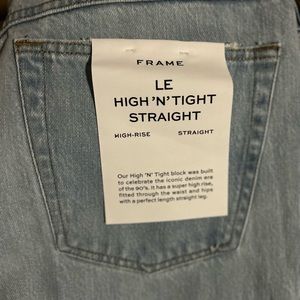 FRAME
LE
HIGH 'N' TIGHT
STRAIGHT
HIGH-RISE STRAIGHT
Our High 'N' Tight block was built
to celebrate the iconic denim era
of the 90's. It has a super high rise,
fitted through the waist and hips
with a perfect length straight leg.